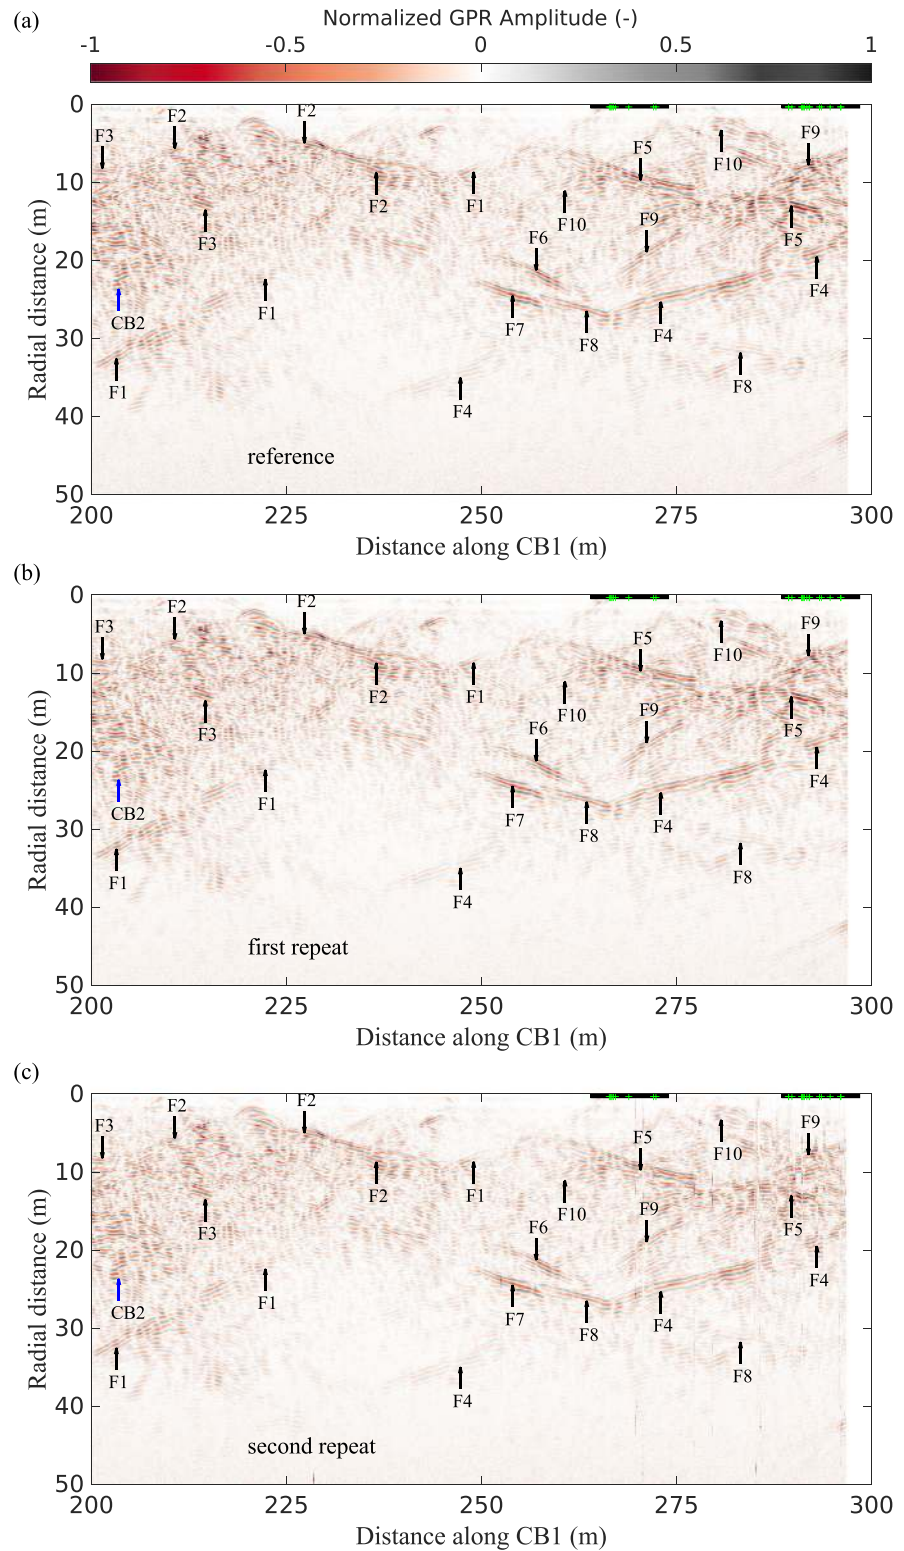 (a)
Normalized GPR Amplitude (-)
-1 -0.5 0 0.5 1
0
10
20
30
40
50
Radial distance (m)
F3
F2
F2
F5
F10
F9
F2
F1
F10
F3
F6
F9
F5
F4
CB2
F1
F7
F8
F4
F8
F1
F4
reference
200 225 250 275 300
Distance along CB1 (m)
(b)
0
10
20
30
40
50
Radial distance (m)
F3
F2
F2
F5
F10
F9
F2
F1
F10
F3
F6
F9
F5
F4
CB2
F1
F7
F8
F4
F8
F1
F4
first repeat
200 225 250 275 300
Distance along CB1 (m)
(c)
0
10
20
30
40
50
Radial distance (m)
F3
F2
F2
F5
F10
F9
F2
F1
F10
F3
F6
F9
F5
F4
CB2
F1
F7
F8
F4
F8
F1
F4
second repeat
200 225 250 275 300
Distance along CB1 (m)